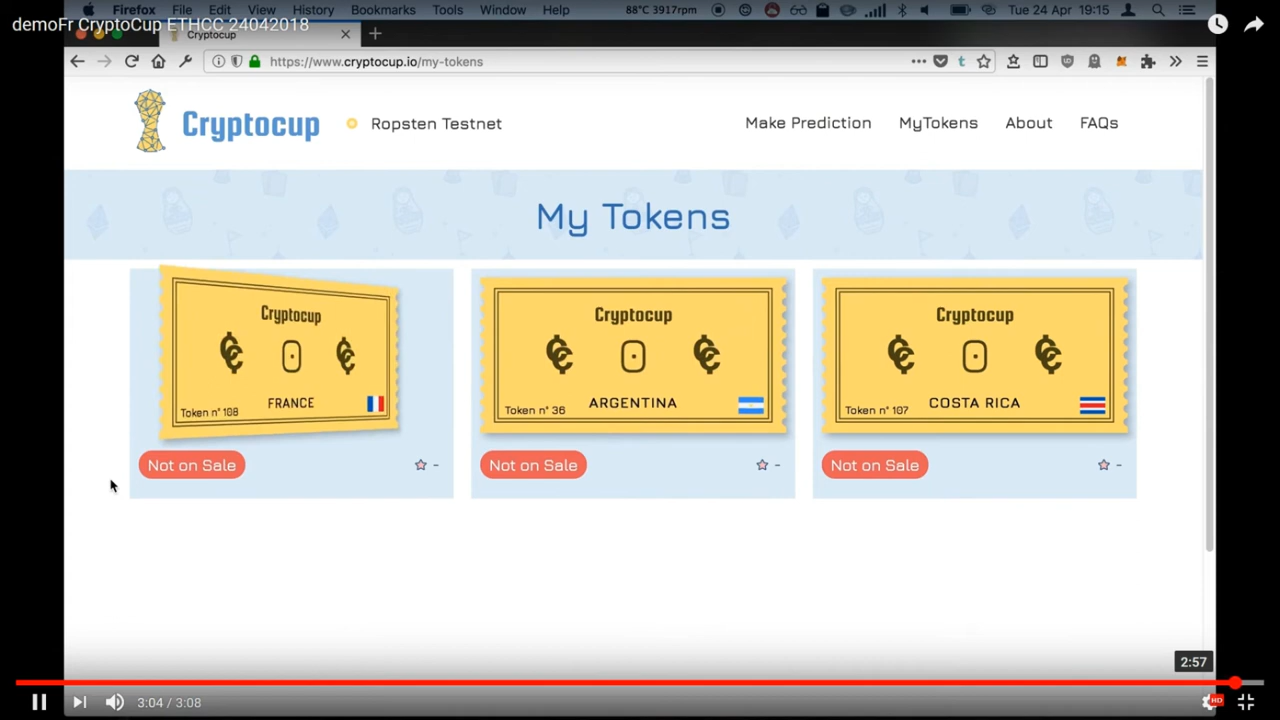 Firefox File Edit View History Bookmarks Tools Window Help 88°C 3917rpm Tue 24 Apr 19:15
demoFr CryptoCup ETHCC 24042018
Cryptocup
https://www.cryptocup.io/my-tokens
Cryptocup Ropsten Testnet Make Prediction MyTokens About FAQs
My Tokens
Cryptocup
0
Token n° 108 FRANCE
Not on Sale -
Cryptocup
0
Token n° 36 ARGENTINA
Not on Sale -
Cryptocup
0
Token n° 107 COSTA RICA
Not on Sale -
2:57
3:04 / 3:08 HD